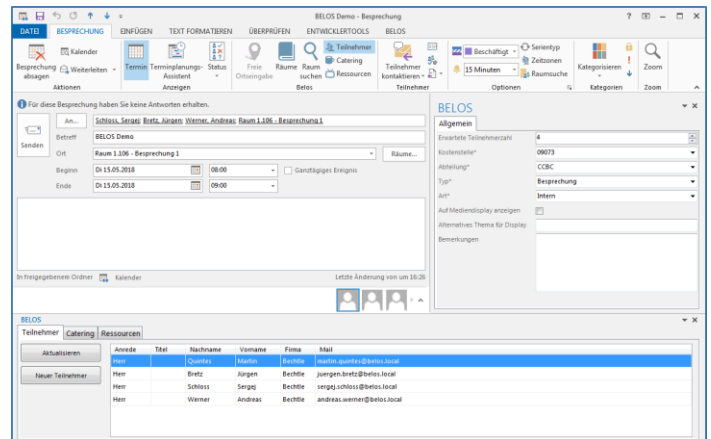 BELOS Demo - Besprechung
DATEI BESPRECHUNG EINFÜGEN TEXT FORMATIEREN ÜBERPRÜFEN ENTWICKLERTOOLS BELOS
Besprechung absagen
Kalender
Weiterleiten
Aktionen
Termin
Terminplanungs-Assistent
Status
Anzeigen
Freie Ortseingabe
Räume
Raum suchen
Teilnehmer
Catering
Ressourcen
Belos
Teilnehmer kontaktieren
Teilnehmer
Beschäftigt
15 Minuten
Serientyp
Zeitzonen
Raumsuche
Optionen
Kategorisieren
Kategorien
Zoom
Zoom
Für diese Besprechung haben Sie keine Antworten erhalten.
Senden
An... Schloss, Sergej; Bretz, Jürgen; Werner, Andreas; Raum 1.106 - Besprechung 1
Betreff BELOS Demo
Ort Raum 1.106 - Besprechung 1 Räume...
Beginn Di 15.05.2018 08:00 Ganztägiges Ereignis
Ende Di 15.05.2018 09:00
In freigegebenem Ordner Kalender Letzte Änderung von um 16:26
BELOS
Allgemein
Erwartete Teilnehmerzahl 4
Kostenstelle* 09073
Abteilung* CCBC
Typ* Besprechung
Art* Intern
Auf Mediendisplay anzeigen
Alternatives Thema für Display
Bemerkungen
BELOS
Teilnehmer Catering Ressourcen
Aktualisieren
Neuer Teilnehmer
Anrede Titel Nachname Vorname Firma Mail
Herr Quintes Martin Bechtle martin.quintes@belos.local
Herr Bretz Jürgen Bechtle juergen.bretz@belos.local
Herr Schloss Sergej Bechtle sergej.schloss@belos.local
Herr Werner Andreas Bechtle andreas.werner@belos.local